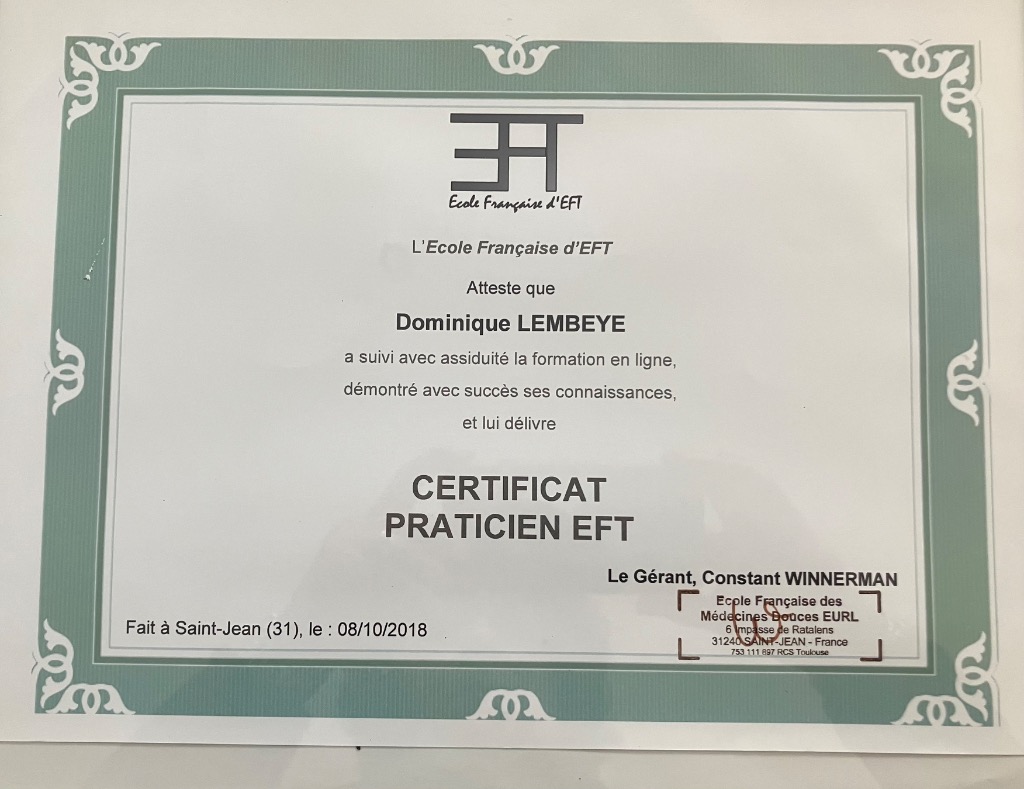 EFT
Ecole Française d'EFT
L'Ecole Française d'EFT
Atteste que
Dominique LEMBEYE
a suivi avec assiduité la formation en ligne,
démontré avec succès ses connaissances,
et lui délivre
CERTIFICAT
PRATICIEN EFT
Le Gérant, Constant WINNERMAN
Ecole Française des
Médecines Douces EURL
6 impasse de Ratalens
31240 SAINT-JEAN - France
753 111 897 RCS Toulouse
Fait à Saint-Jean (31), le : 08/10/2018